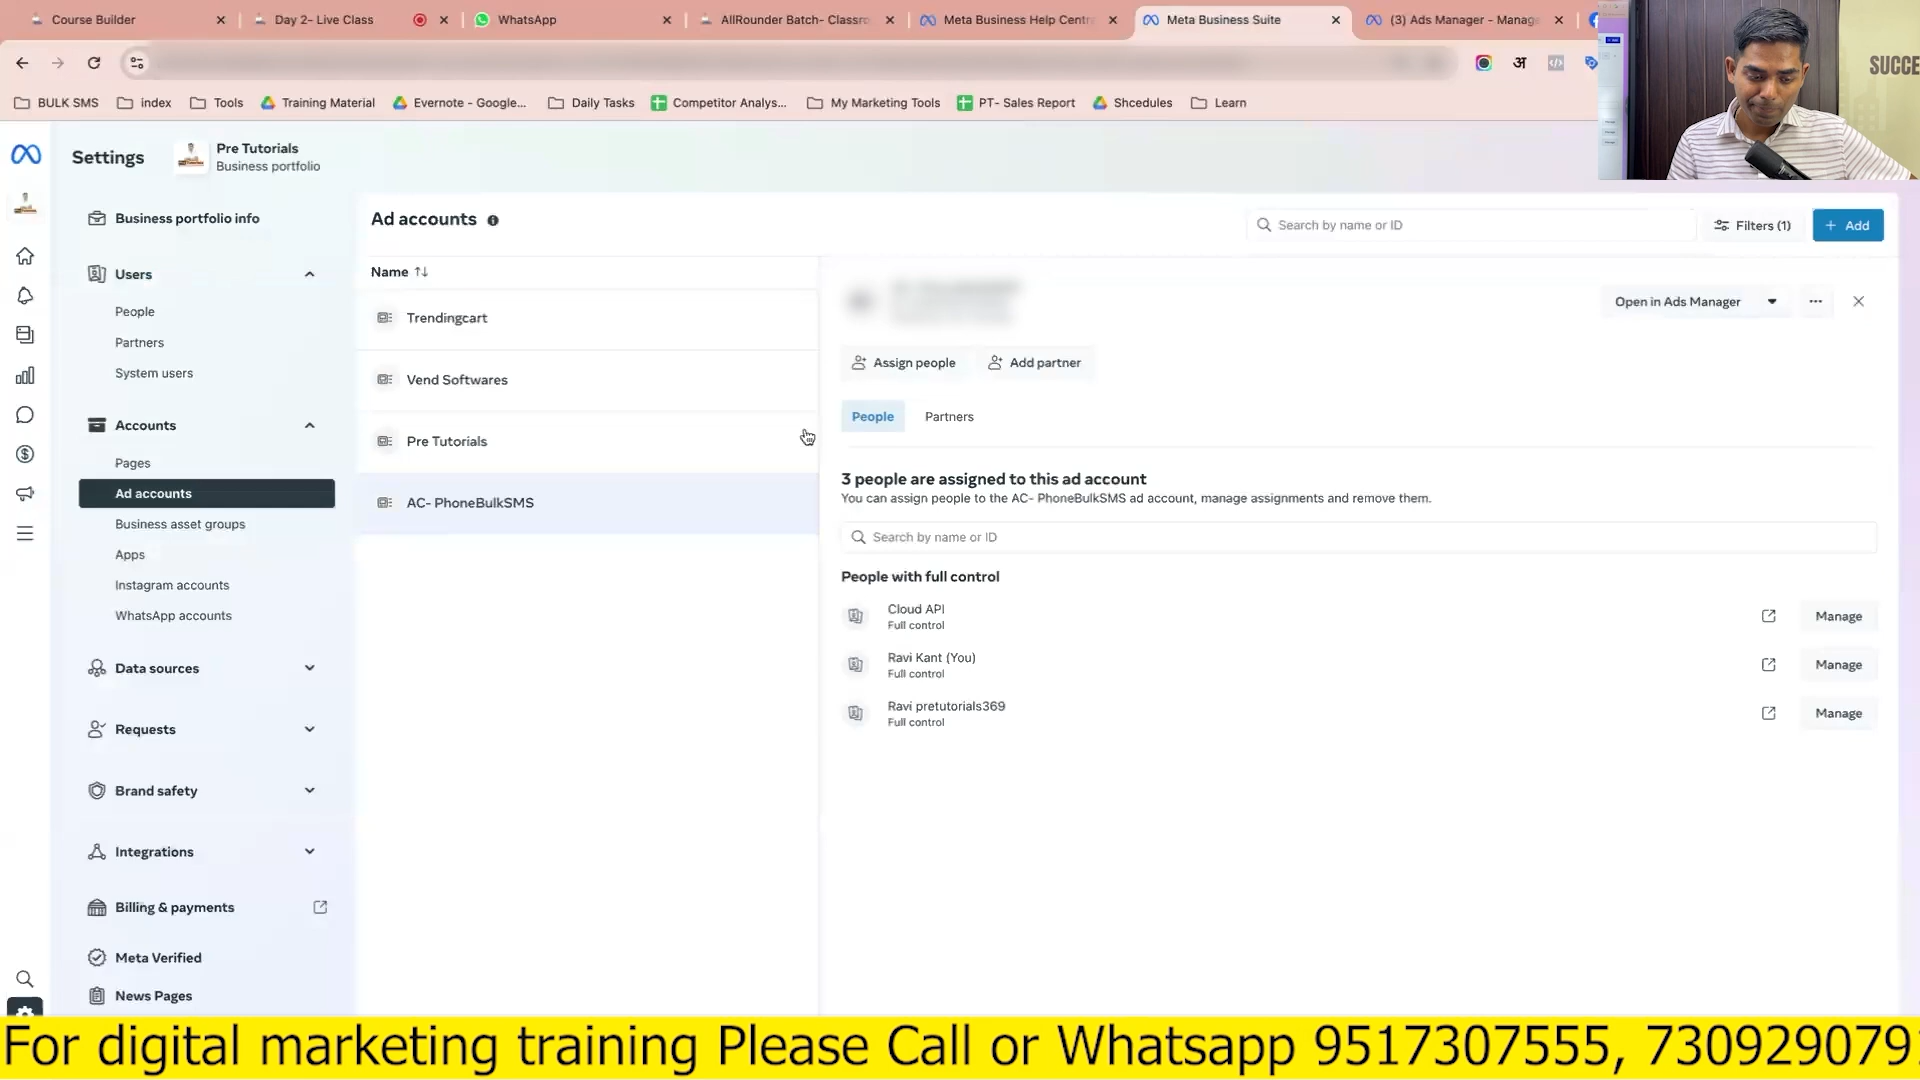 Course Builder
Day 2- Live Class
WhatsApp
AllRounder Batch- Classro
Meta Business Help Centr
Meta Business Suite
(3) Ads Manager - Manage
SUCCE
अ
BULK SMS
index
Tools
Training Material
Evernote - Google...
Daily Tasks
Competitor Analys...
My Marketing Tools
PT- Sales Report
Shcedules
Learn
Settings
Pre Tutorials
Business portfolio
Business portfolio info
Users
People
Partners
System users
Accounts
Pages
Ad accounts
Business asset groups
Apps
Instagram accounts
WhatsApp accounts
Data sources
Requests
Brand safety
Integrations
Billing & payments
Meta Verified
News Pages
Ad accounts
Search by name or ID
Filters (1)
+ Add
Name
Trendingcart
Vend Softwares
Pre Tutorials
AC- PhoneBulkSMS
Open in Ads Manager
Assign people
Add partner
People
Partners
3 people are assigned to this ad account
You can assign people to the AC- PhoneBulkSMS ad account, manage assignments and remove them.
Search by name or ID
People with full control
Cloud API
Full control
Manage
Ravi Kant (You)
Full control
Manage
Ravi pretutorials369
Full control
Manage
For digital marketing training Please Call or Whatsapp 9517307555, 730929079